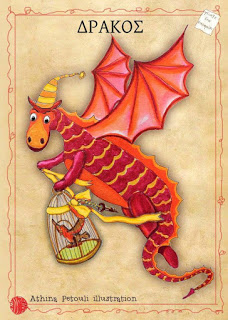 ΔΡΑΚΟΣ
Athina Petouli illustration